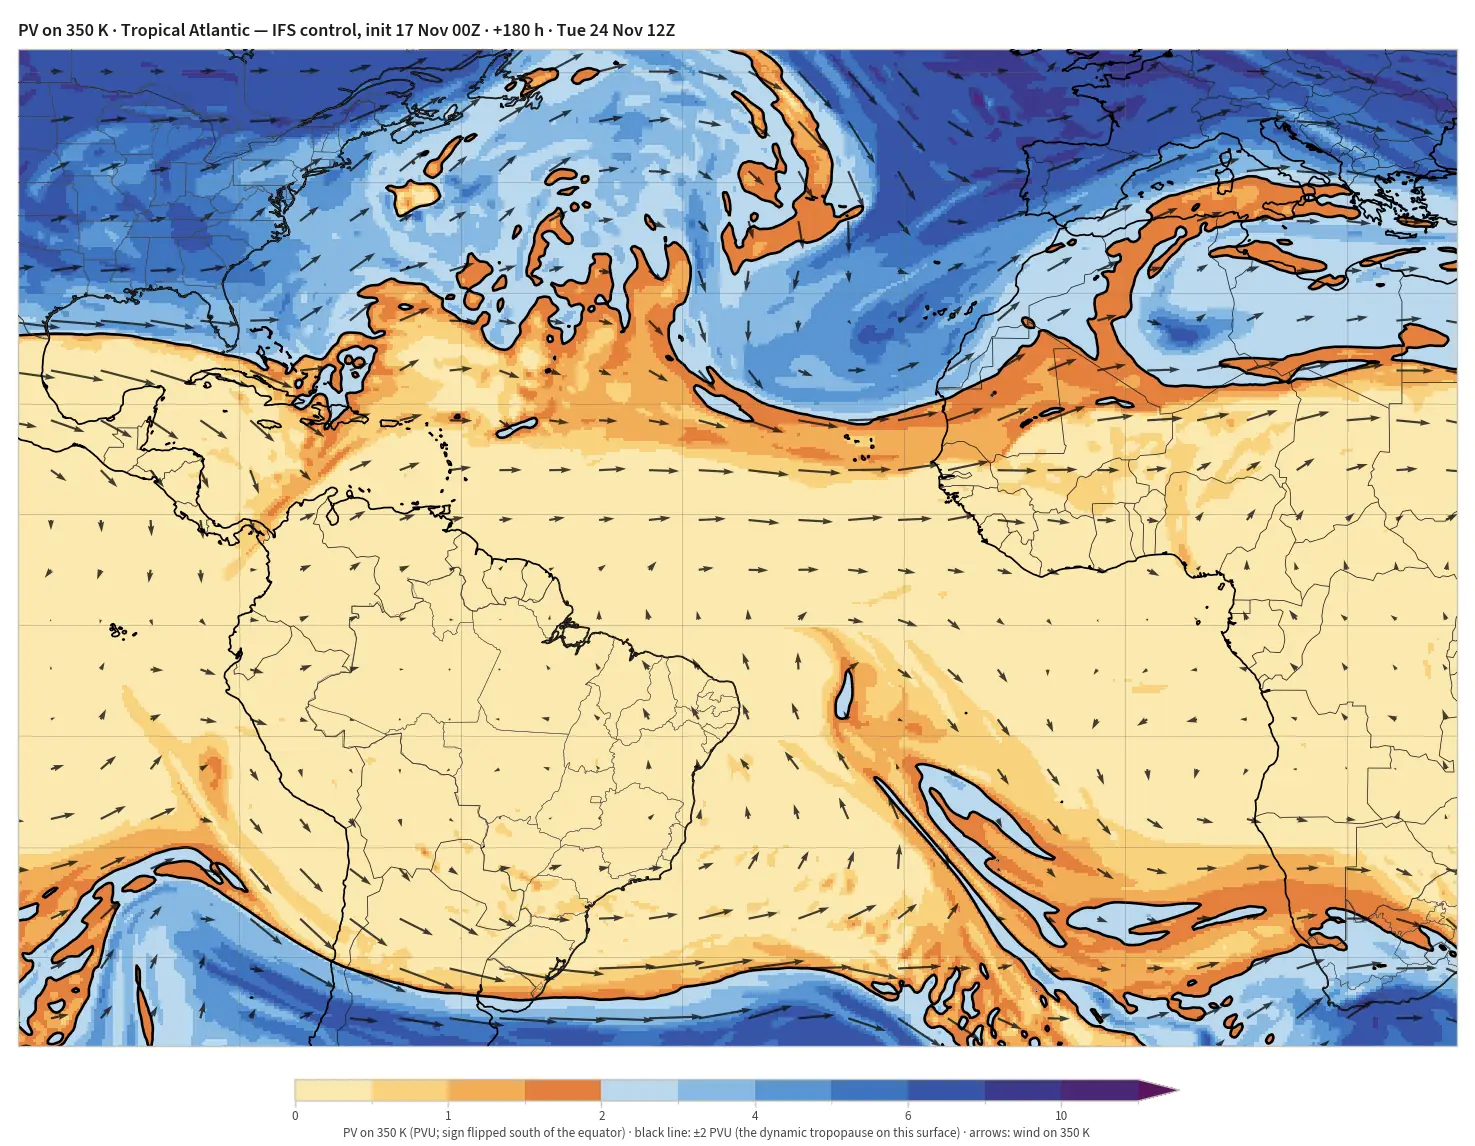 PV on 350 K · Tropical Atlantic — IFS control, init 17 Nov 00Z · +180 h · Tue 24 Nov 12Z
0 1 2 4 6 10
PV on 350 K (PVU; sign flipped south of the equator) · black line: ±2 PVU (the dynamic tropopause on this surface) · arrows: wind on 350 K